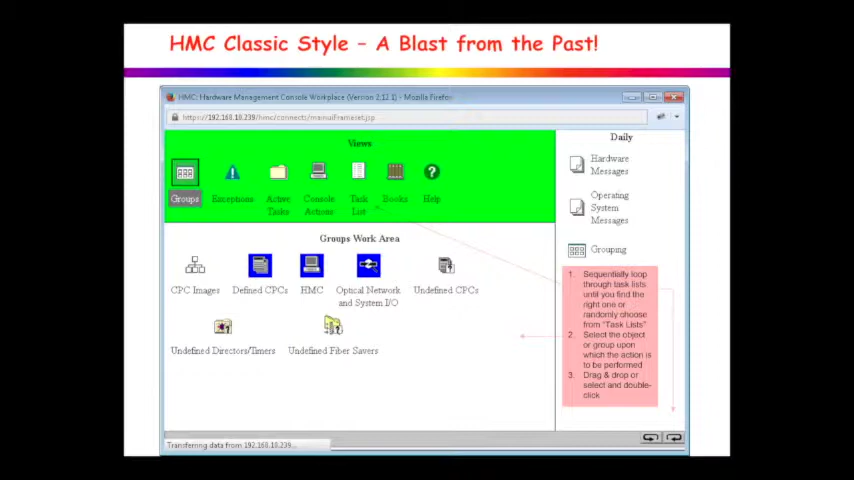 HMC Classic Style – A Blast from the Past!
HMC: Hardware Management Console Workplace (Version 2.12.1) - Mozilla Firefox
https://192.168.10.239/hmc/connects/mainuiFrameset.jsp
Views
Groups
Exceptions
Active
Tasks
Console
Actions
Task
List
Books
Help
Groups Work Area
CPC Images
Defined CPCs
HMC
Optical Network
and System I/O
Undefined CPCs
Undefined Directors/Timers
Undefined Fiber Savers
Daily
Hardware
Messages
Operating
System
Messages
Grouping
1. Sequentially loop
through task lists
until you find the
right one or
randomly choose
from "Task Lists"
2. Select the object
or group upon
which the action is
to be performed
3. Drag & drop or
select and double-
click
Transferring data from 192.168.10.239...